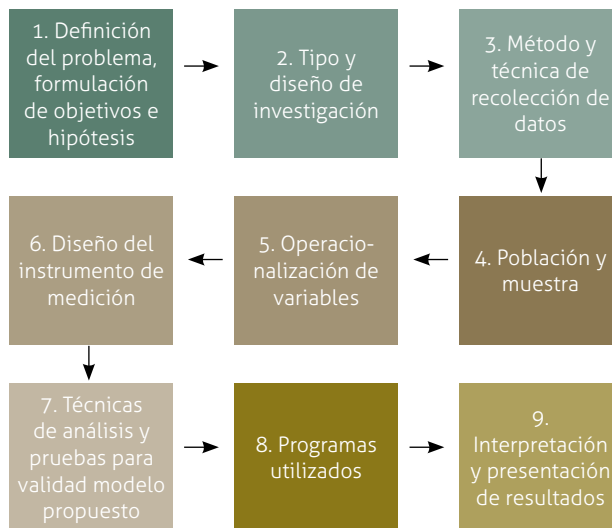 1. Definición
del problema,
formulación
de objetivos e
hipótesis
2. Tipo y
diseño de
investigación
3. Método y
técnica de
recolección de
datos
4. Población y
muestra
5. Operacio-
nalización de
variables
6. Diseño del
instrumento de
medición
7. Técnicas
de análisis y
pruebas para
validad modelo
propuesto
8. Programas
utilizados
9.
Interpretación
y presentación
de resultados